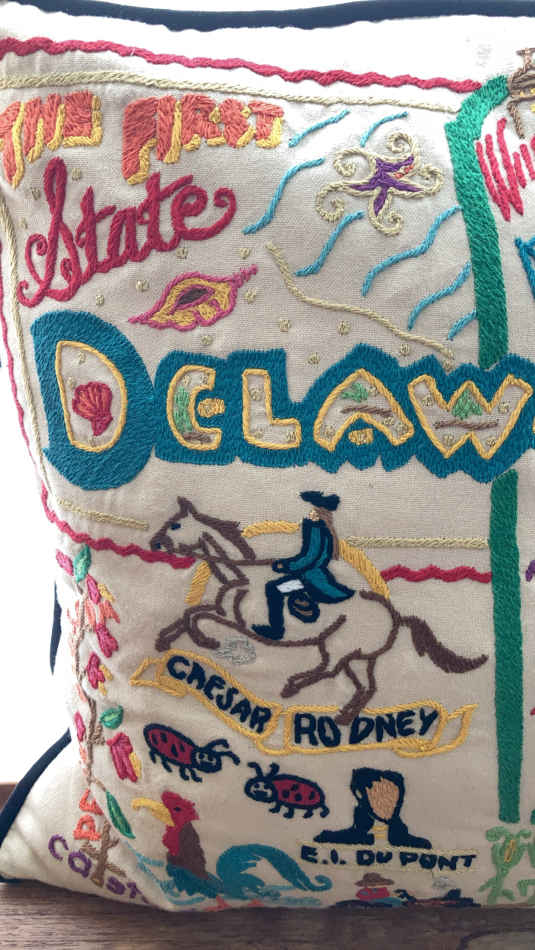 THE FIRST
State
DELAW
CAESAR RODNEY
E.I. DU PONT